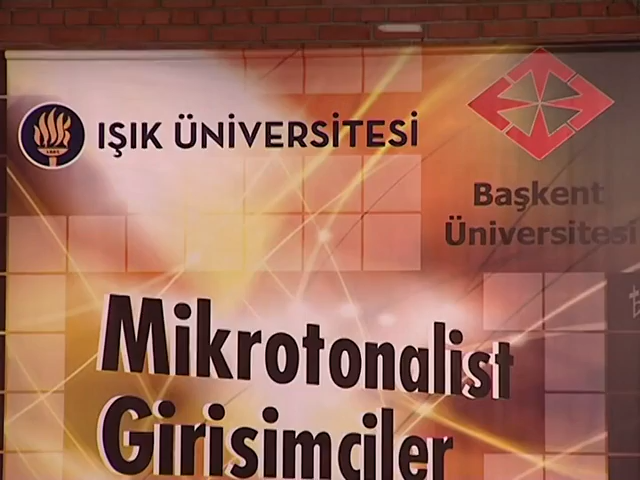 IŞIK ÜNİVERSİTESİ
Başkent
Üniversitesi
Mikrotonalist
Girisimciler